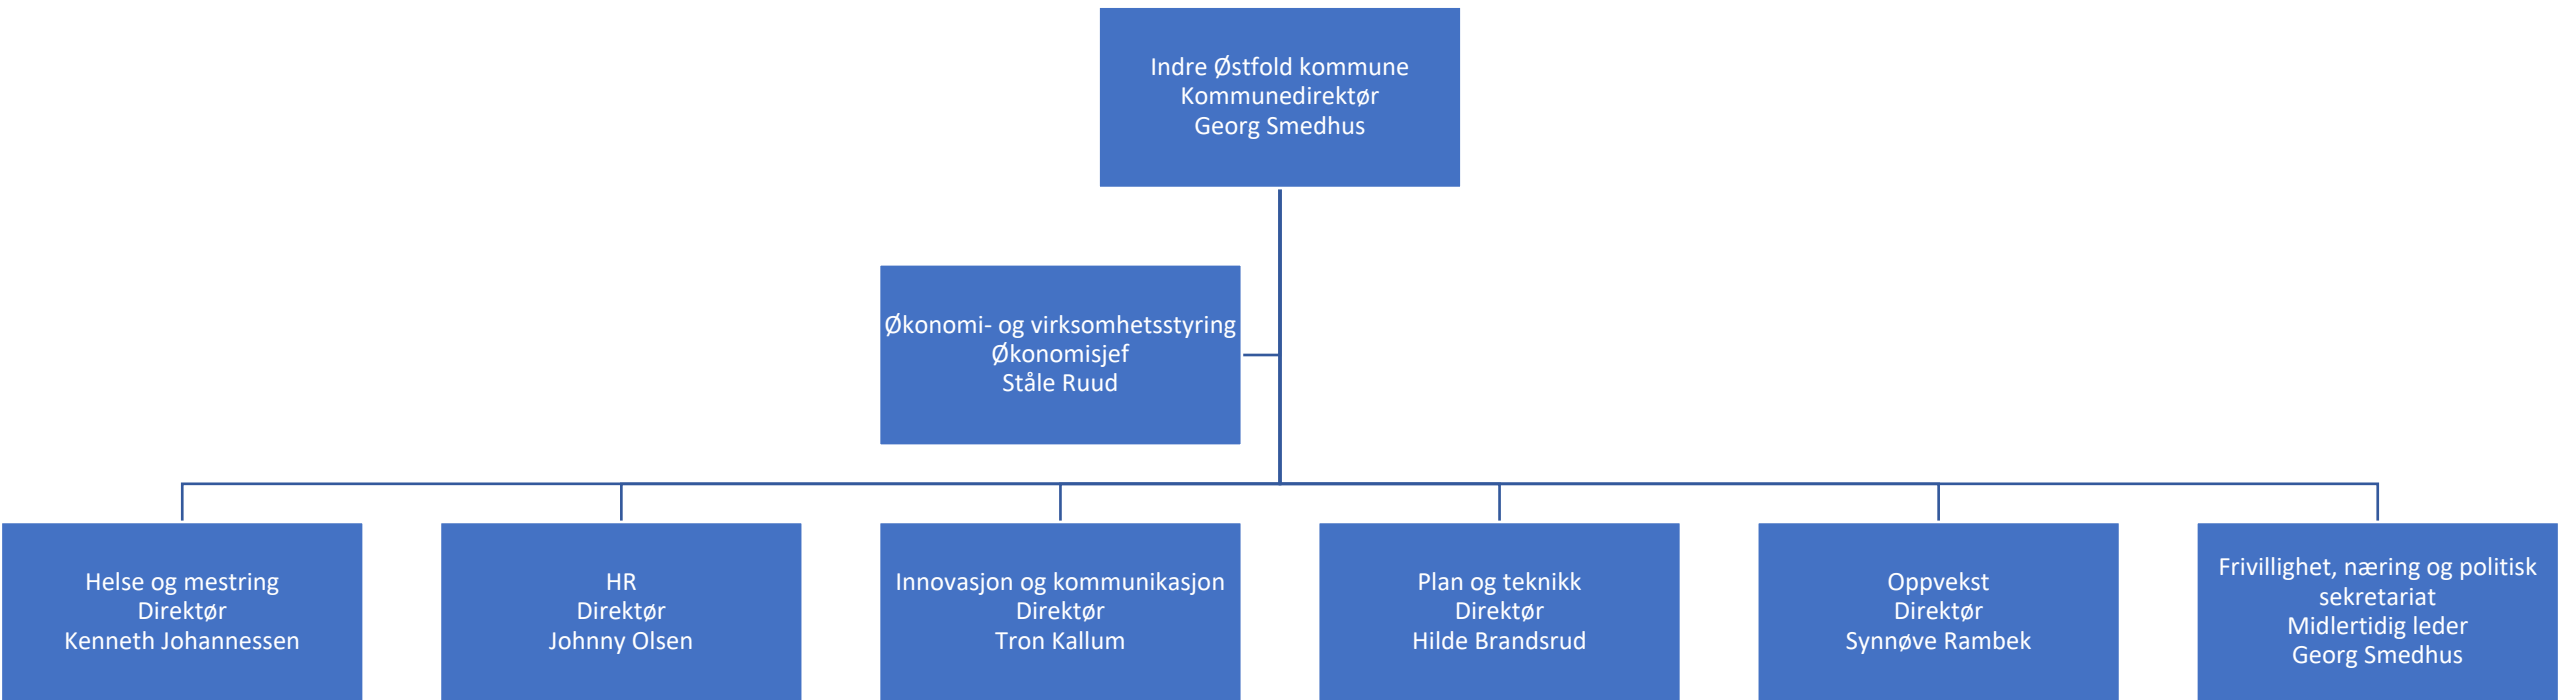 Indre Østfold kommune
Kommunedirektør
Georg Smedhus
Økonomi- og virksomhetsstyring
Økonomisjef
Ståle Ruud
Helse og mestring
Direktør
Kenneth Johannessen
HR
Direktør
Johnny Olsen
Innovasjon og kommunikasjon
Direktør
Tron Kallum
Plan og teknikk
Direktør
Hilde Brandsrud
Oppvekst
Direktør
Synnøve Rambek
Frivillighet, næring og politisk
sekretariat
Midlertidig leder
Georg Smedhus